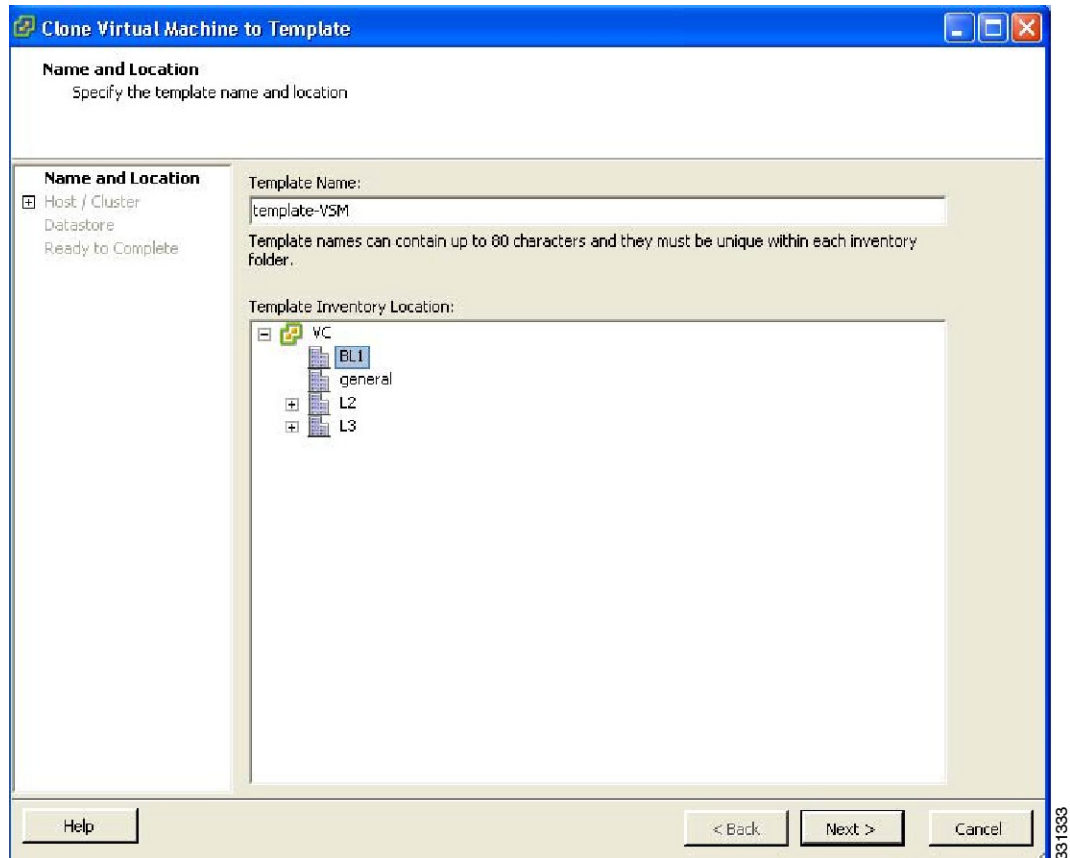 Clone Virtual Machine to Template
Name and Location
Specify the template name and location
Name and Location
Host / Cluster
Datastore
Ready to Complete
Template Name:
template-VSM
Template names can contain up to 80 characters and they must be unique within each inventory
folder.
Template Inventory Location:
VC
BL1
general
L2
L3
Help
< Back
Next >
Cancel
331333